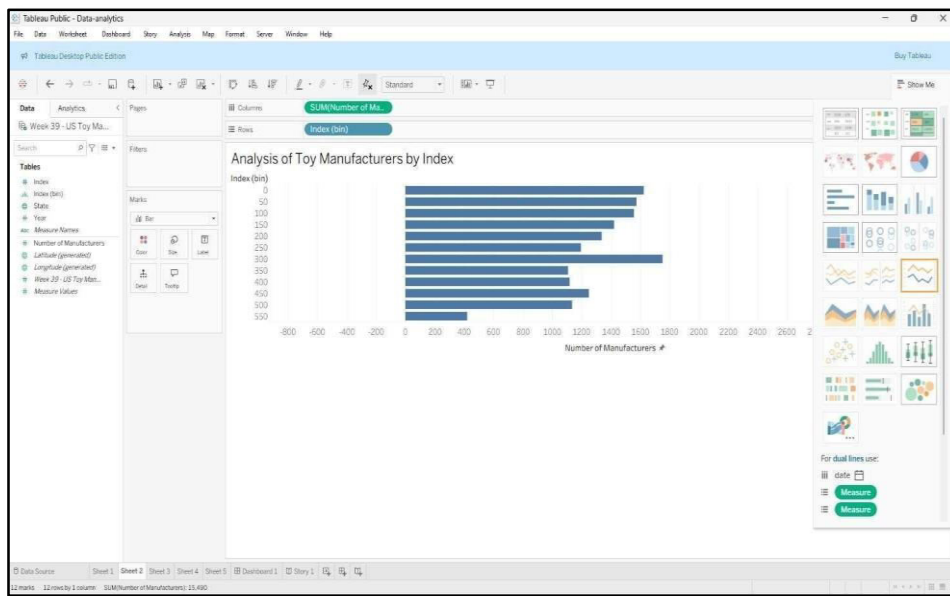 Tableau Public - Data-analytics
File Data Worksheet Dashboard Story Analysis Map Format Server Window Help
Tableau Desktop Public Edition
Buy Tableau
Standard
Show Me
Data Analytics
Week 39 - US Toy Ma...
Search
Tables
Index
Index (bin)
State
Year
Measure Names
Number of Manufacturers
Latitude (generated)
Longitude (generated)
Week 39 - US Toy Man...
Measure Values
Pages
Filters
Marks
Bar
Color Size Label
Detail Tooltip
Columns SUM(Number of Ma..
Rows Index (bin)
Analysis of Toy Manufacturers by Index
Index (bin)
0
50
100
150
200
250
300
350
400
450
500
550
-800 -600 -400 -200 0 200 400 600 800 1000 1200 1400 1600 1800 2000 2200 2400 2600 2
Number of Manufacturers
For dual lines use:
date
Measure
Measure
Data Source Sheet 1 Sheet 2 Sheet 3 Sheet 4 Sheet 5 Dashboard 1 Story 1
12 marks 12 rows by 1 column SUM(Number of Manufacturers): 15,490